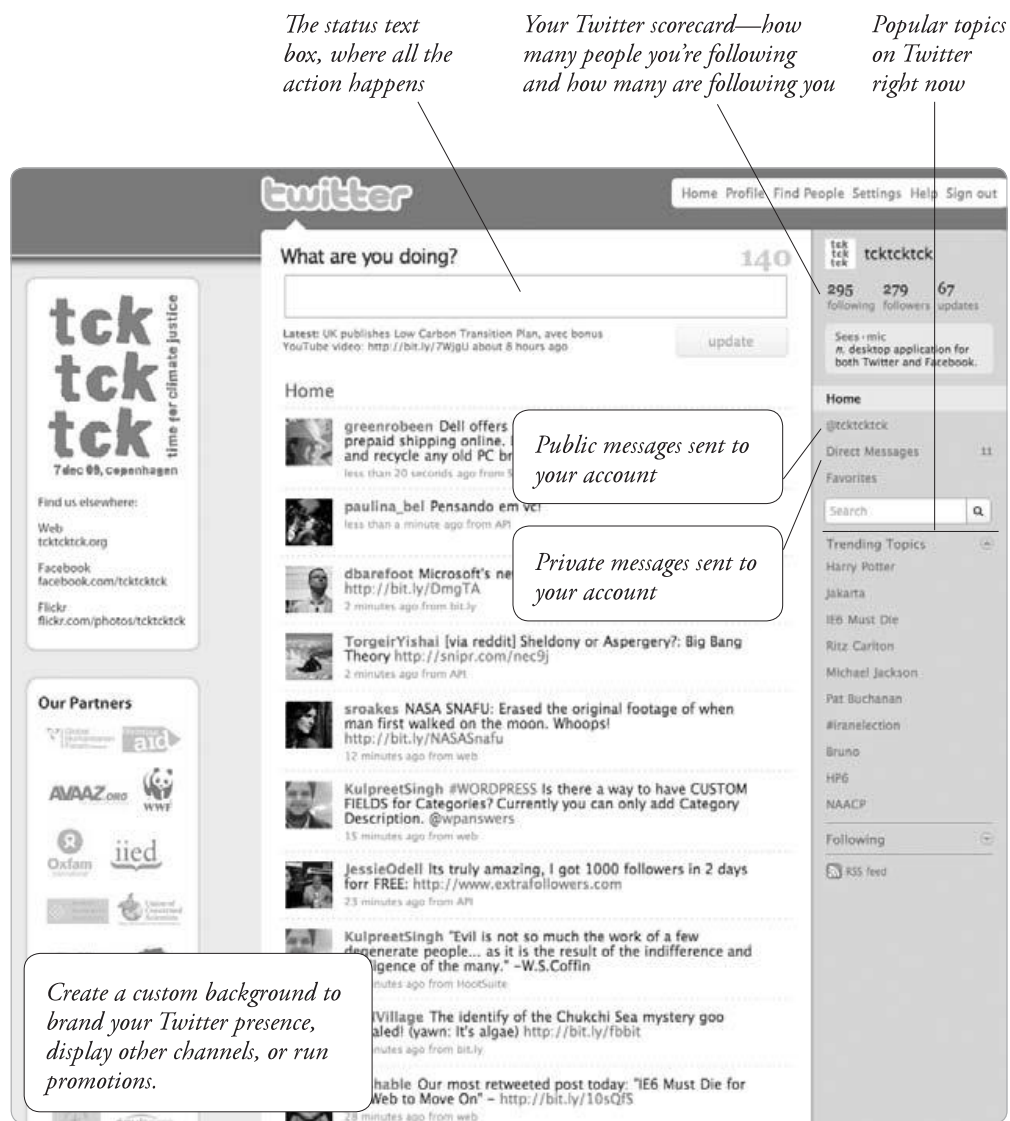 The status text
box, where all the
action happens
Your Twitter scorecard—how
many people you're following
and how many are following you
Popular topics
on Twitter
right now
twitter
Home Profile Find People Settings Help Sign out
tck
tck
tck
time for climate justice
7 dec 09, copenhagen
Find us elsewhere:
Web
tcktcktck.org
Facebook
facebook.com/tcktcktck
Flickr
flickr.com/photos/tcktcktck
Our Partners
AVAAZ.ORG
WWF
Oxfam
iied
Create a custom background to
brand your Twitter presence,
display other channels, or run
promotions.
What are you doing?
140
Latest: UK publishes Low Carbon Transition Plan, avec bonus
YouTube video: http://bit.ly/7WjgU about 8 hours ago
update
Home
greenrobeen Dell offers
prepaid shipping online.
and recycle any old PC br
less than 20 seconds ago from
paulina_bel Pensando em vc!
less than a minute ago from API
dbarefoot Microsoft's ne
http://bit.ly/DmgTA
2 minutes ago from bit.ly
TorgeirYishai [via reddit] Sheldony or Aspergery?: Big Bang
Theory http://snipr.com/nec9j
2 minutes ago from API
sroakes NASA SNAFU: Erased the original footage of when
man first walked on the moon. Whoops!
http://bit.ly/NASASnafu
12 minutes ago from web
KulpreetSingh #WORDPRESS Is there a way to have CUSTOM
FIELDS for Categories? Currently you can only add Category
Description. @wpanswers
15 minutes ago from web
JessieOdell Its truly amazing, I got 1000 followers in 2 days
forr FREE: http://www.extrafollowers.com
23 minutes ago from API
KulpreetSingh "Evil is not so much the work of a few
degenerate people... as it is the result of the indifference and
igence of the many." –W.S.Coffin
nutes ago from HootSuite
Village The identify of the Chukchi Sea mystery goo
aled! (yawn: It's algae) http://bit.ly/fbbit
nutes ago from bit.ly
hable Our most retweeted post today: "IE6 Must Die for
Web to Move On" – http://bit.ly/10sQfS
28 minutes ago from web
Public messages sent to
your account
Private messages sent to
your account
tck
tck
tck
tcktcktck
295 279 67
following followers updates
Sees·mic
n. desktop application for
both Twitter and Facebook.
Home
@tcktcktck
Direct Messages 11
Favorites
Search
Trending Topics
Harry Potter
Jakarta
IE6 Must Die
Ritz Carlton
Michael Jackson
Pat Buchanan
#iranelection
Bruno
HP6
NAACP
Following
RSS feed